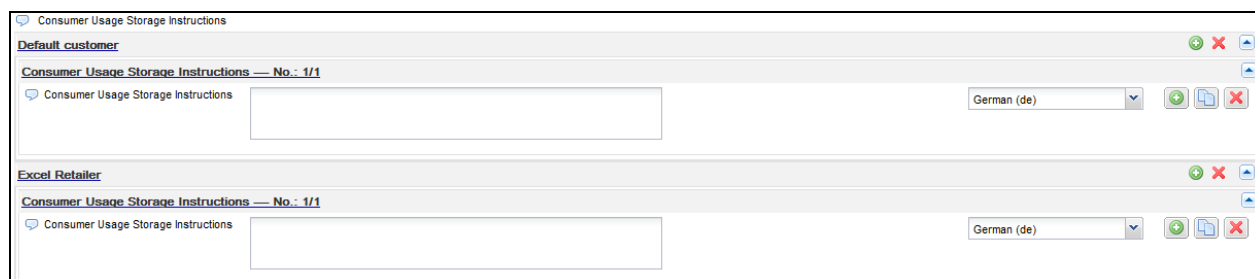 Consumer Usage Storage Instructions
Default customer
Consumer Usage Storage Instructions — No.: 1/1
Consumer Usage Storage Instructions German (de)
Excel Retailer
Consumer Usage Storage Instructions — No.: 1/1
Consumer Usage Storage Instructions German (de)